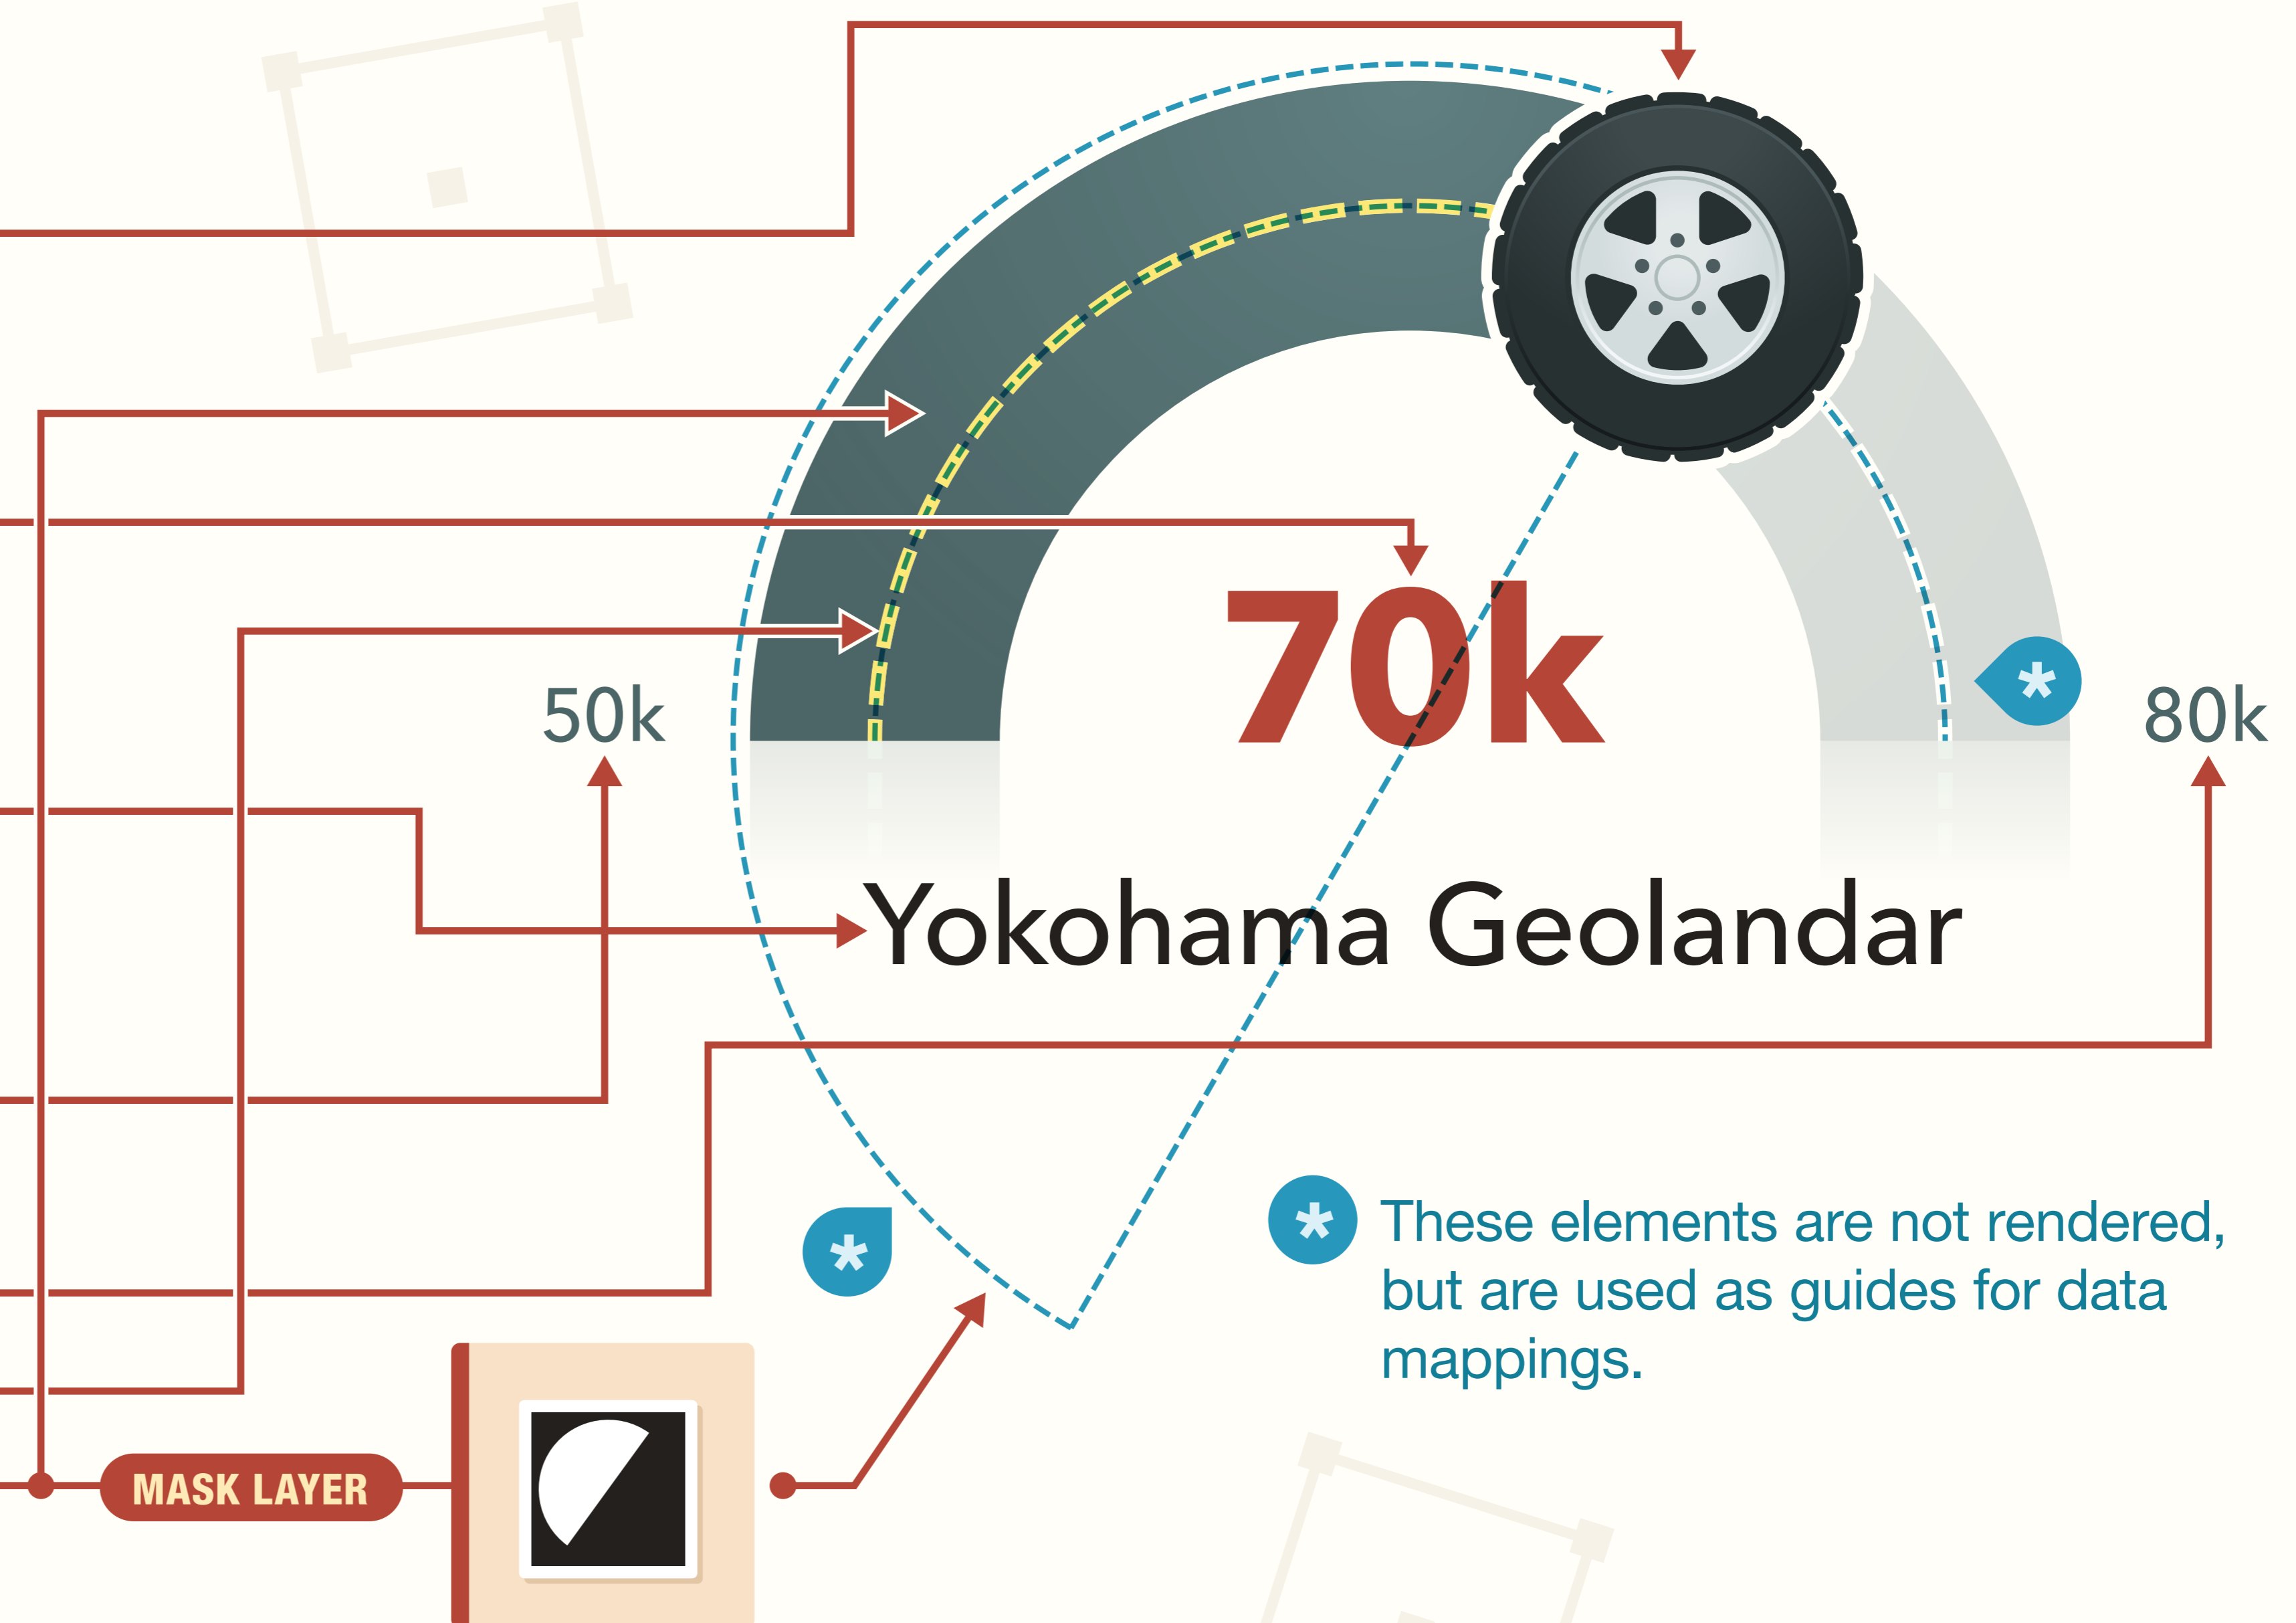 70k
50k
80k
Yokohama Geolandar
*
*
* These elements are not rendered,
but are used as guides for data
mappings.
MASK LAYER